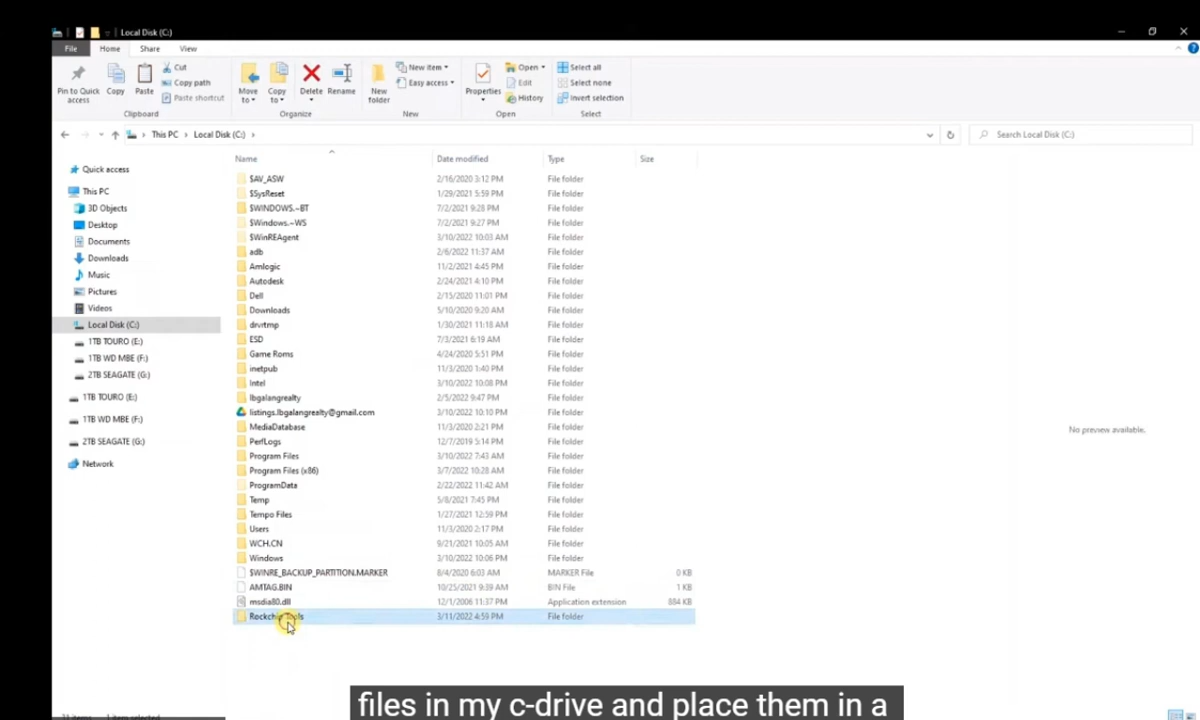 Local Disk (C:)
File Home Share View
Pin to Quick access
Copy
Paste
Cut
Copy path
Paste shortcut
Clipboard
Move to
Copy to
Delete
Rename
Organize
New folder
New item
Easy access
New
Properties
Open
Edit
History
Open
Select all
Select none
Invert selection
Select
This PC > Local Disk (C:) >
Search Local Disk (C:)
Quick access
This PC
3D Objects
Desktop
Documents
Downloads
Music
Pictures
Videos
Local Disk (C:)
1TB TOURO (E:)
1TB WD MBE (F:)
2TB SEAGATE (G:)
1TB TOURO (E:)
1TB WD MBE (F:)
2TB SEAGATE (G:)
Network
Name Date modified Type Size
$AV_ASW 2/16/2020 3:12 PM File folder
$SysReset 1/29/2021 5:59 PM File folder
$WINDOWS.~BT 7/2/2021 9:28 PM File folder
$Windows.~WS 7/2/2021 9:27 PM File folder
$WinREAgent 3/10/2022 10:03 AM File folder
adb 2/6/2022 11:37 AM File folder
Amlogic 11/2/2021 4:45 PM File folder
Autodesk 2/24/2021 4:10 PM File folder
Dell 2/15/2020 11:01 PM File folder
Downloads 5/10/2020 9:20 AM File folder
drvrtmp 1/30/2021 11:18 AM File folder
ESD 7/3/2021 6:19 AM File folder
Game Roms 4/24/2020 5:51 PM File folder
inetpub 11/3/2020 1:40 PM File folder
Intel 3/10/2022 10:08 PM File folder
lbgalangrealty 2/5/2022 9:47 PM File folder
listings.lbgalangrealty@gmail.com 3/10/2022 10:10 PM File folder
MediaDatabase 11/3/2020 2:21 PM File folder
PerfLogs 12/7/2019 5:14 PM File folder
Program Files 3/10/2022 7:43 AM File folder
Program Files (x86) 3/7/2022 10:28 AM File folder
ProgramData 2/22/2022 11:42 AM File folder
Temp 5/8/2021 7:45 PM File folder
Tempo Files 1/27/2021 12:59 PM File folder
Users 11/3/2020 2:17 PM File folder
WCH.CN 9/21/2021 10:05 AM File folder
Windows 3/10/2022 10:06 PM File folder
$WINRE_BACKUP_PARTITION.MARKER 8/4/2020 6:03 AM MARKER File 0 KB
AMTAG.BIN 10/25/2021 9:39 AM BIN File 1 KB
msdia80.dll 12/1/2006 11:37 PM Application extension 884 KB
Rockchip Tools 3/11/2022 4:59 PM File folder
No preview available.
files in my c-drive and place them in a